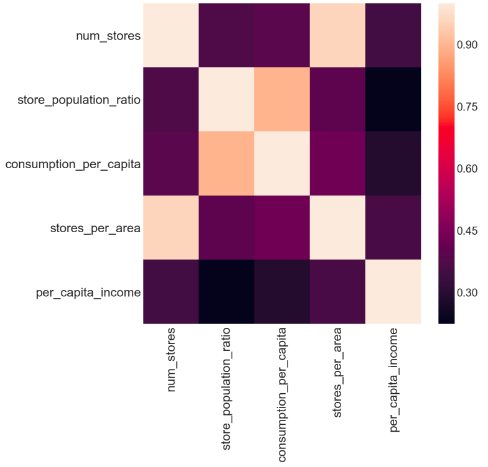 num_stores
store_population_ratio
consumption_per_capita
stores_per_area
per_capita_income
0.90
0.75
0.60
0.45
0.30
num_stores
store_population_ratio
consumption_per_capita
stores_per_area
per_capita_income